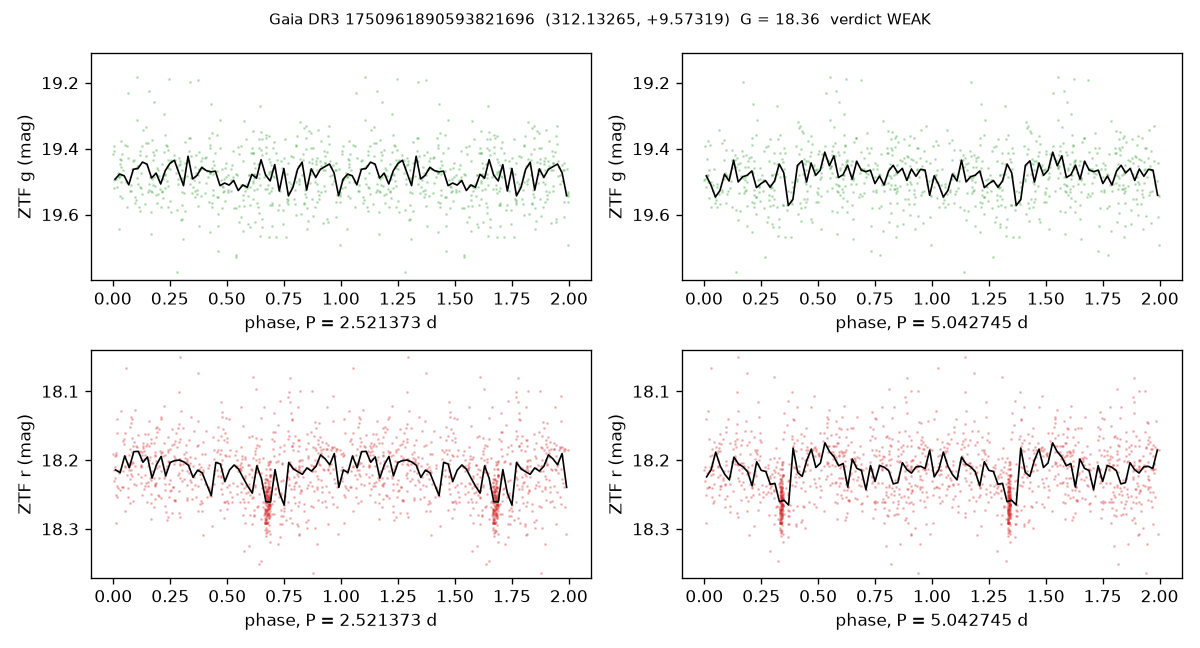 Gaia DR3 1750961890593821696 (312.13265, +9.57319) G = 18.36 verdict WEAK
ZTF g (mag)
19.2
19.4
19.6
0.00 0.25 0.50 0.75 1.00 1.25 1.50 1.75 2.00
phase, P = 2.521373 d
ZTF g (mag)
19.2
19.4
19.6
0.00 0.25 0.50 0.75 1.00 1.25 1.50 1.75 2.00
phase, P = 5.042745 d
ZTF r (mag)
18.1
18.2
18.3
0.00 0.25 0.50 0.75 1.00 1.25 1.50 1.75 2.00
phase, P = 2.521373 d
ZTF r (mag)
18.1
18.2
18.3
0.00 0.25 0.50 0.75 1.00 1.25 1.50 1.75 2.00
phase, P = 5.042745 d